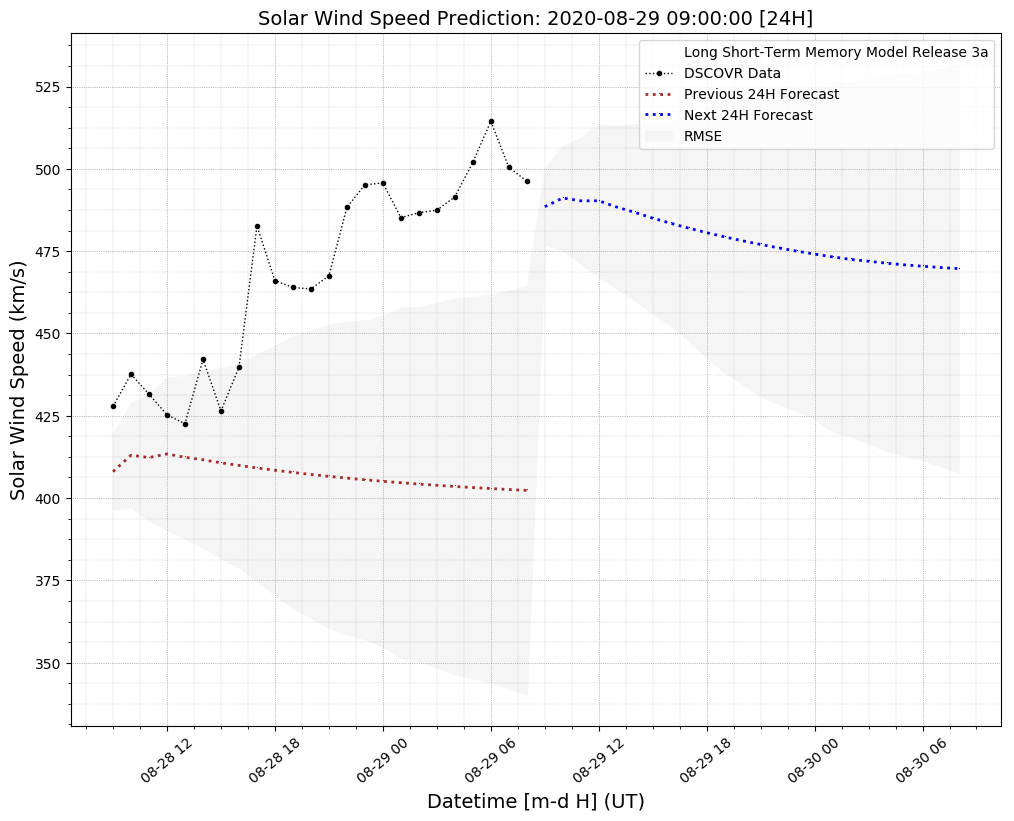 Solar Wind Speed Prediction: 2020-08-29 09:00:00 [24H]
Long Short-Term Memory Model Release 3a
DSCOVR Data
Previous 24H Forecast
Next 24H Forecast
RMSE
Solar Wind Speed (km/s)
525
500
475
450
425
400
375
350
08-28 12
08-28 18
08-29 00
08-29 06
08-29 12
08-29 18
08-30 00
08-30 06
Datetime [m-d H] (UT)